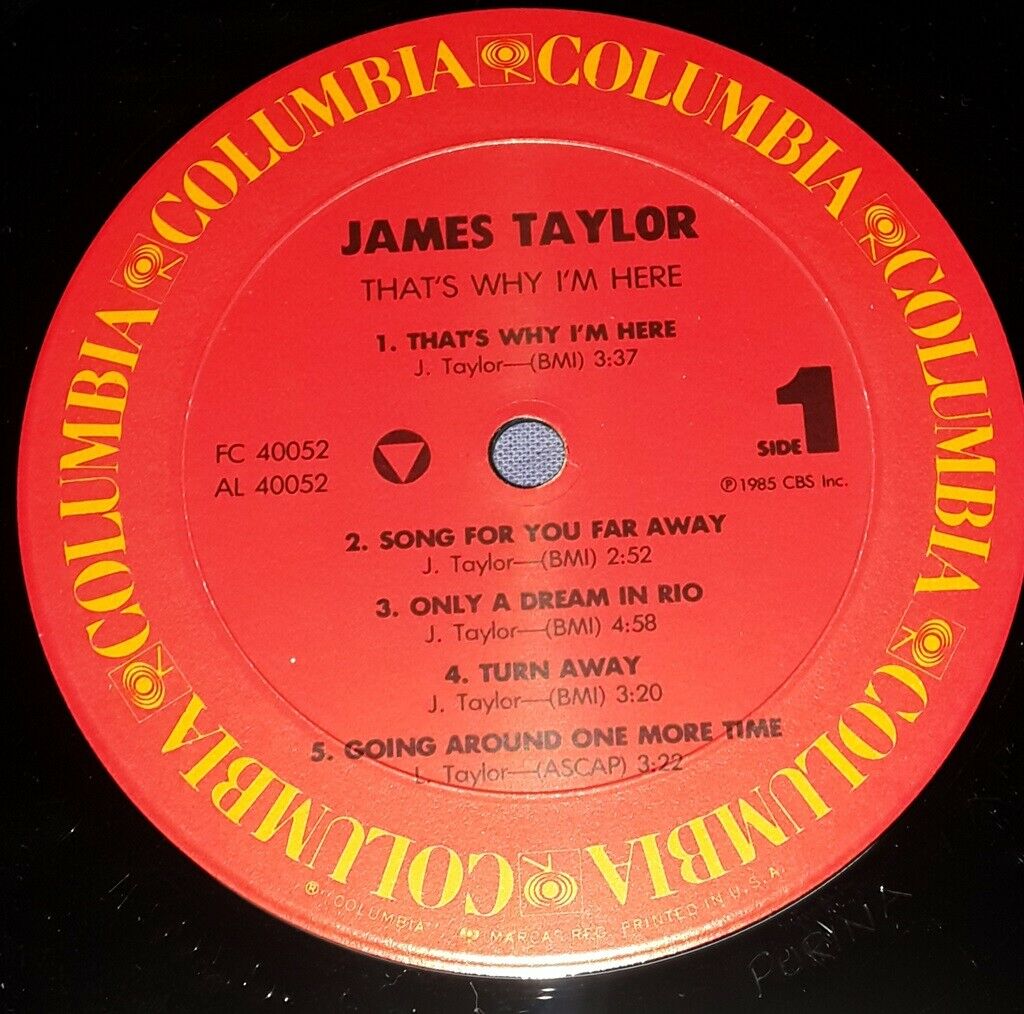 COLUMBIA COLUMBIA COLUMBIA COLUMBIA COLUMBIA COLUMBIA
JAMES TAYLOR
THAT'S WHY I'M HERE
1. THAT'S WHY I'M HERE
J. Taylor—(BMI) 3:37
FC 40052
AL 40052
SIDE 1
℗ 1985 CBS Inc.
2. SONG FOR YOU FAR AWAY
J. Taylor—(BMI) 2:52
3. ONLY A DREAM IN RIO
J. Taylor—(BMI) 4:58
4. TURN AWAY
J. Taylor—(BMI) 3:20
5. GOING AROUND ONE MORE TIME
L. Taylor—(ASCAP) 3:22
® "COLUMBIA" MARCAS REG. PRINTED IN U.S.A.